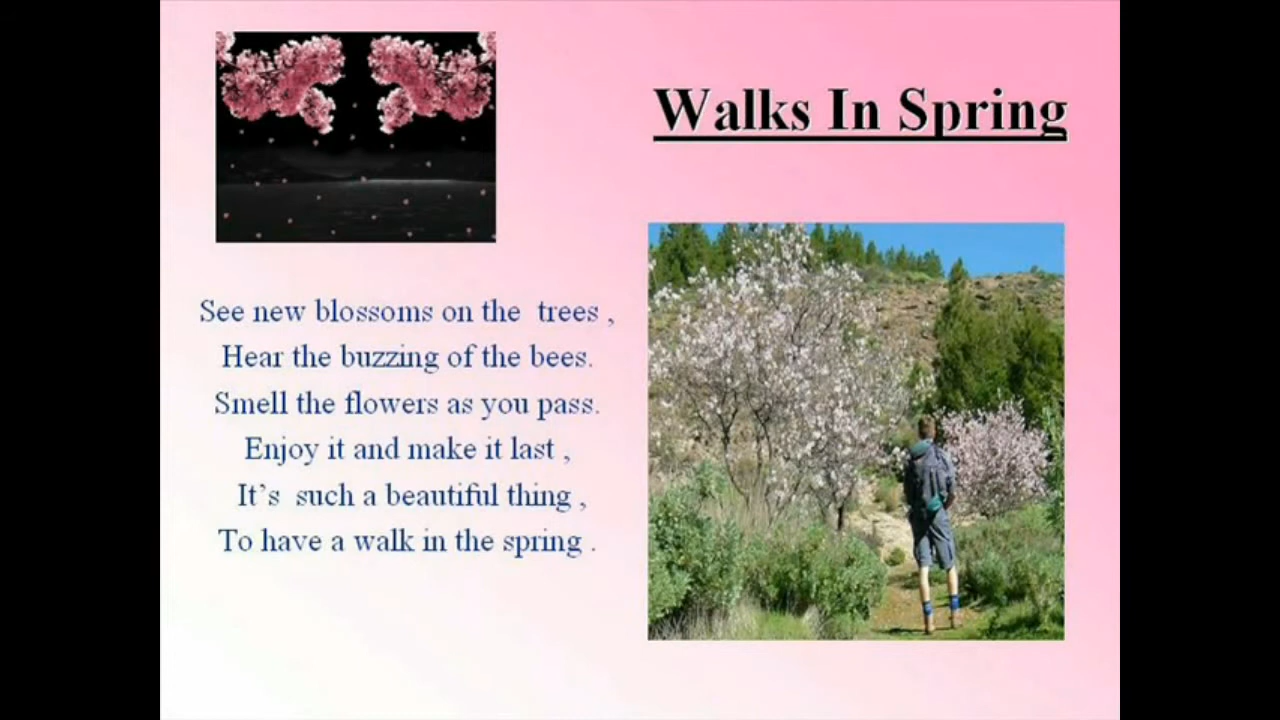 Walks In Spring
See new blossoms on the  trees ,
Hear the buzzing of the bees.
Smell the flowers as you pass.
Enjoy it and make it last ,
It’s  such a beautiful thing ,
To have a walk in the spring .